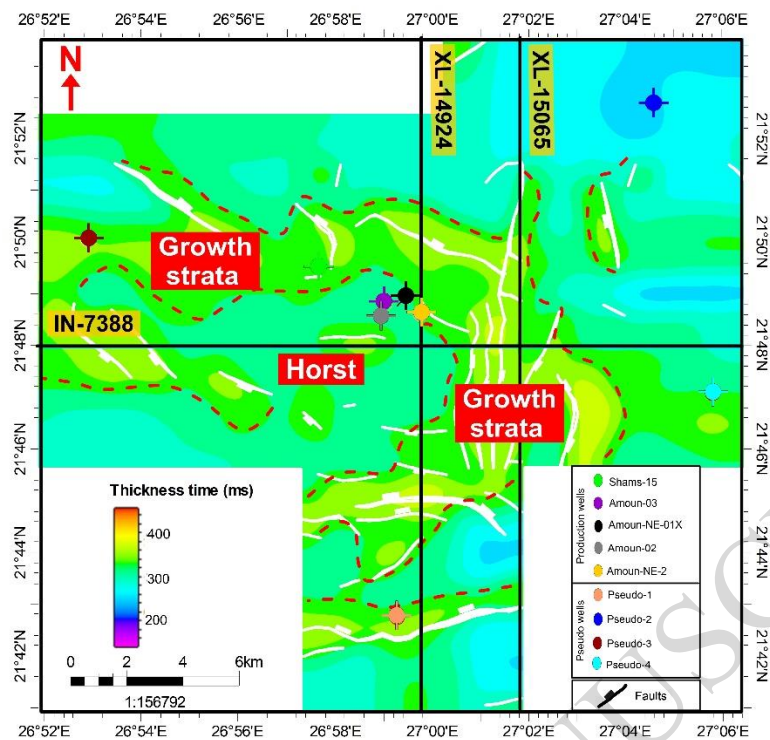 26°52'E 26°54'E 26°56'E 26°58'E 27°00'E 27°02'E 27°04'E 27°06'E
N
XL-14924
XL-15065
21°52'N
21°52'N
21°50'N
21°50'N
Growth
strata
IN-7388
21°48'N
21°48'N
Horst
Growth
strata
21°46'N
21°46'N
Thickness time (ms)
400
300
200
21°44'N
21°44'N
21°42'N
21°42'N
0 2 4 6km
1:156792
Production wells
Shams-15
Amoun-03
Amoun-NE-01X
Amoun-02
Amoun-NE-2
Pseudo wells
Pseudo-1
Pseudo-2
Pseudo-3
Pseudo-4
Faults
26°52'E 26°54'E 26°56'E 26°58'E 27°00'E 27°02'E 27°04'E 27°06'E